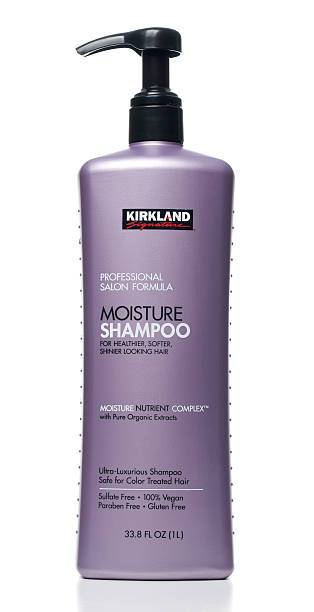 KIRKLAND
Signature
PROFESSIONAL
SALON FORMULA
MOISTURE
SHAMPOO
FOR HEALTHIER, SOFTER,
SHINIER LOOKING HAIR
MOISTURE NUTRIENT COMPLEX™
with Pure Organic Extracts
Ultra-Luxurious Shampoo
Safe for Color Treated Hair
Sulfate Free • 100% Vegan
Paraben Free • Gluten Free
33.8 FL OZ (1L)